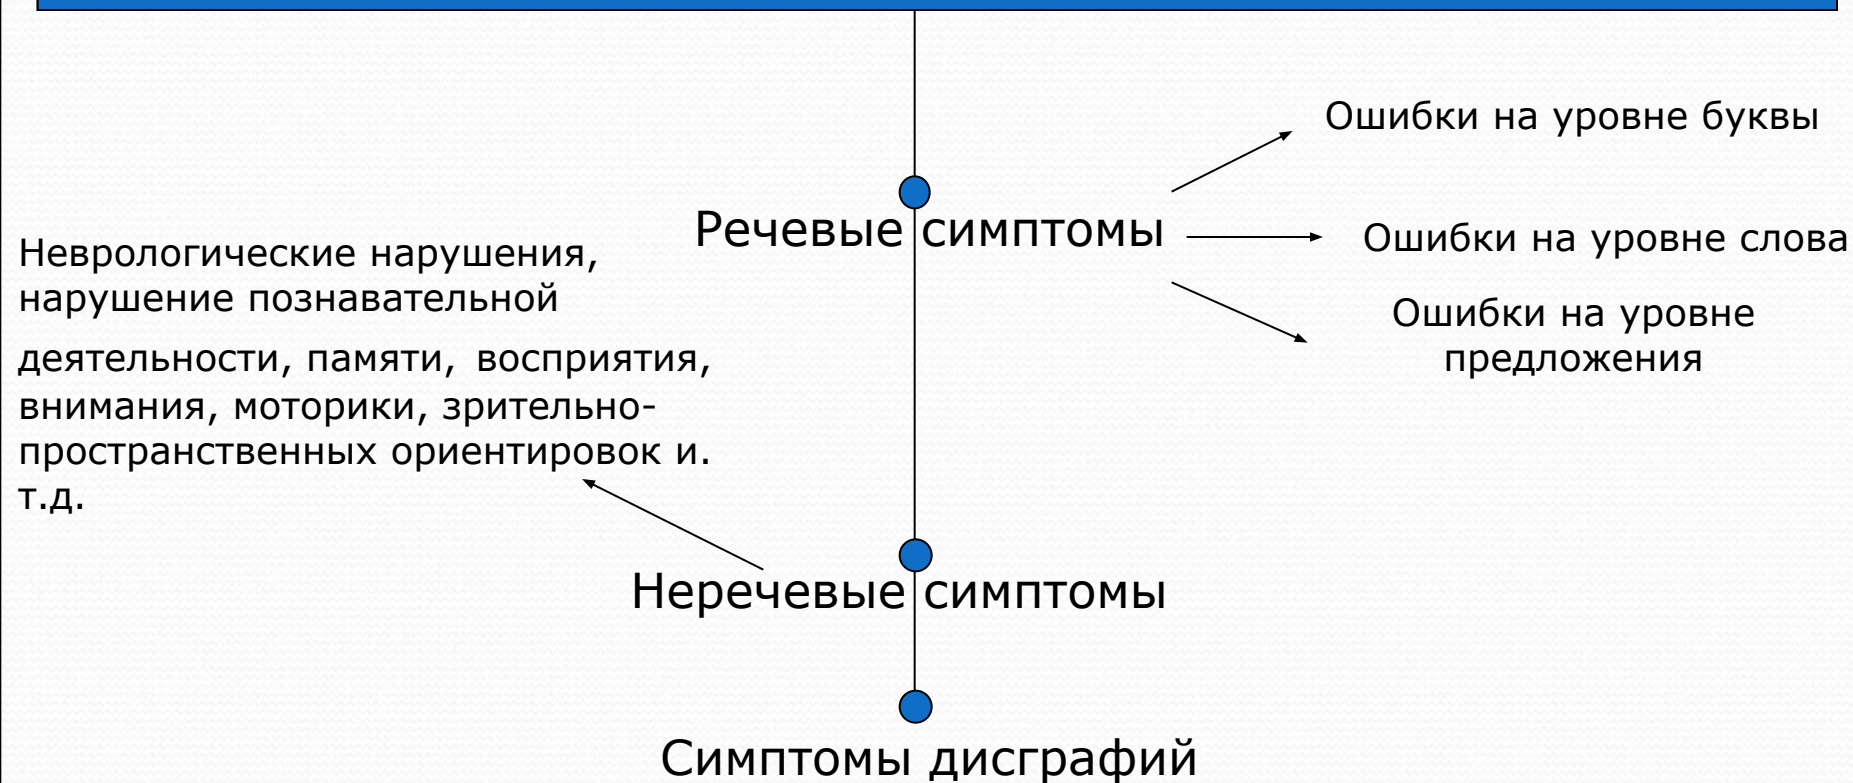 Ошибки на уровне буквы
Речевые симптомы
Ошибки на уровне слова
Ошибки на уровне
предложения
Неврологические нарушения,
нарушение познавательной
деятельности, памяти, восприятия,
внимания, моторики, зрительно-
пространственных ориентировок и.
т.д.
Неречевые симптомы
Симптомы дисграфий